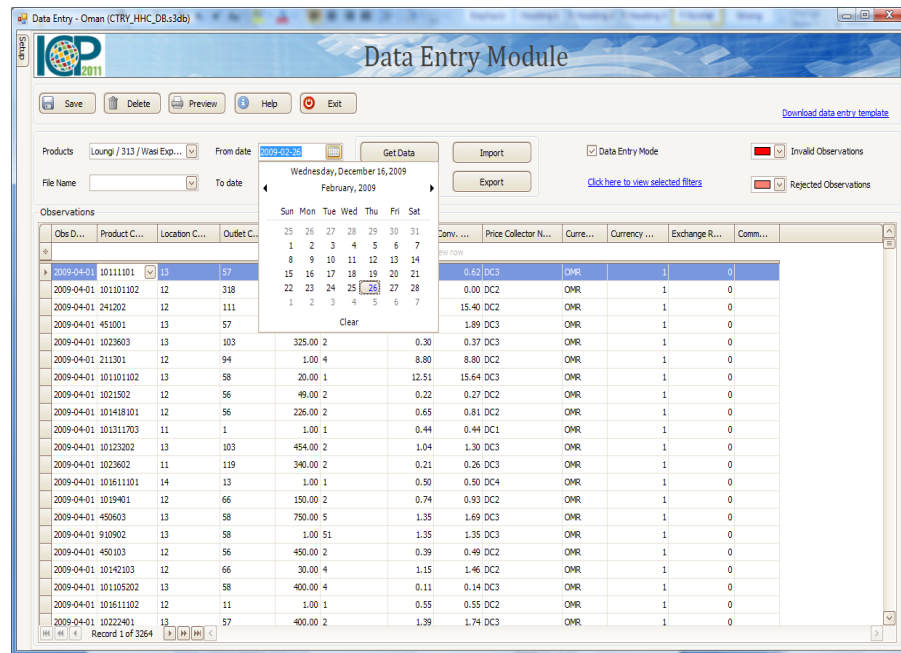 Data Entry - Oman (CTRY_HHC_DB.s3db)
Setup
ICP 2011
Data Entry Module
Save Delete Preview Help Exit
Download data entry template
Products Loungi / 313 / Wasi Exp... From date 2009-02-26 Get Data Import Data Entry Mode Invalid Observations
File Name To date Export Click here to view selected filters Rejected Observations
Wednesday, December 16, 2009
February, 2009
Sun Mon Tue Wed Thu Fri Sat
25 26 27 28 29 30 31
1 2 3 4 5 6 7
8 9 10 11 12 13 14
15 16 17 18 19 20 21
22 23 24 25 26 27 28
1 2 3 4 5 6 7
Clear
Observations
Obs D... Product C... Location C... Outlet C... Conv. ... Price Collector N... Curre... Currency ... Exchange R... Comm...
ew row
2009-04-01 10111101 13 57 0.62 DC3 OMR 1 0
2009-04-01 101101102 12 318 0.00 DC2 OMR 1 0
2009-04-01 241202 12 111 15.40 DC2 OMR 1 0
2009-04-01 451001 13 57 1.89 DC3 OMR 1 0
2009-04-01 1023603 13 103 325.00 2 0.30 0.37 DC3 OMR 1 0
2009-04-01 211301 12 94 1.00 4 8.80 8.80 DC2 OMR 1 0
2009-04-01 101101102 13 58 20.00 1 12.51 15.64 DC3 OMR 1 0
2009-04-01 1021502 12 56 49.00 2 0.22 0.27 DC2 OMR 1 0
2009-04-01 101418101 12 56 226.00 2 0.65 0.81 DC2 OMR 1 0
2009-04-01 101311703 11 1 1.00 1 0.44 0.44 DC1 OMR 1 0
2009-04-01 10123202 13 103 454.00 2 1.04 1.30 DC3 OMR 1 0
2009-04-01 1023602 11 119 340.00 2 0.21 0.26 DC3 OMR 1 0
2009-04-01 101611101 14 13 1.00 1 0.50 0.50 DC4 OMR 1 0
2009-04-01 1019401 12 66 150.00 2 0.74 0.93 DC2 OMR 1 0
2009-04-01 450603 13 58 750.00 5 1.35 1.69 DC3 OMR 1 0
2009-04-01 910902 13 58 1.00 51 1.35 1.35 DC3 OMR 1 0
2009-04-01 450103 12 56 450.00 2 0.39 0.49 DC2 OMR 1 0
2009-04-01 10142103 12 66 30.00 4 1.15 1.46 DC2 OMR 1 0
2009-04-01 101105202 13 58 400.00 4 0.11 0.14 DC3 OMR 1 0
2009-04-01 101611102 12 11 1.00 1 0.55 0.55 DC2 OMR 1 0
2009-04-01 10222401 13 57 400.00 2 1.39 1.74 DC3 OMR 1 0
Record 1 of 3264